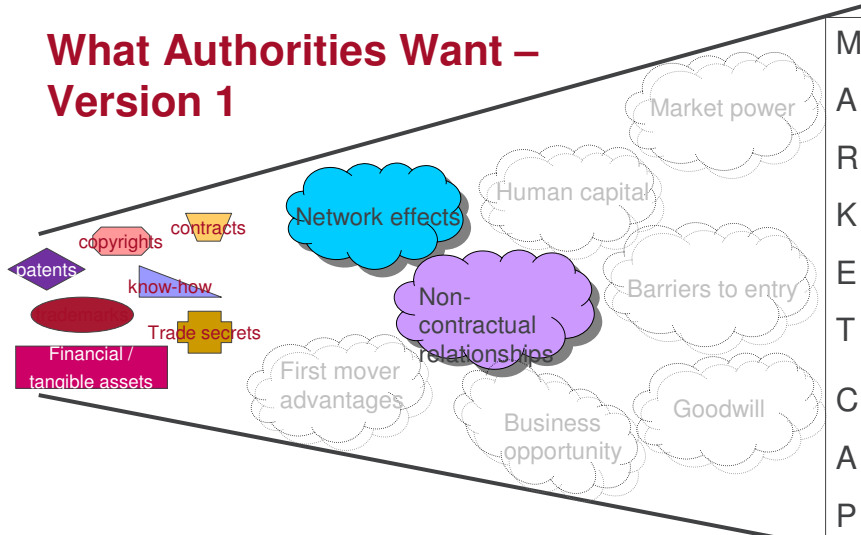 What Authorities Want –
Version 1
Market power
Human capital
Network effects
contracts
copyrights
patents
know-how
Barriers to entry
Non-
contractual
relationships
trademarks
Trade secrets
Financial /
tangible assets
First mover
advantages
Business
opportunity
Goodwill
M
A
R
K
E
T
C
A
P